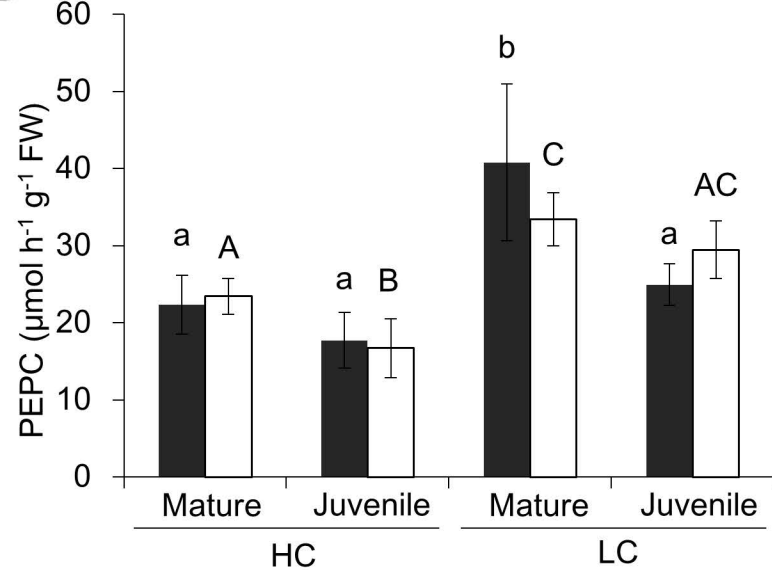 60
50
40
30
20
10
0
PEPC (µmol h⁻¹ g⁻¹ FW)
a
A
a
B
b
C
a
AC
Mature Juvenile Mature Juvenile
HC LC